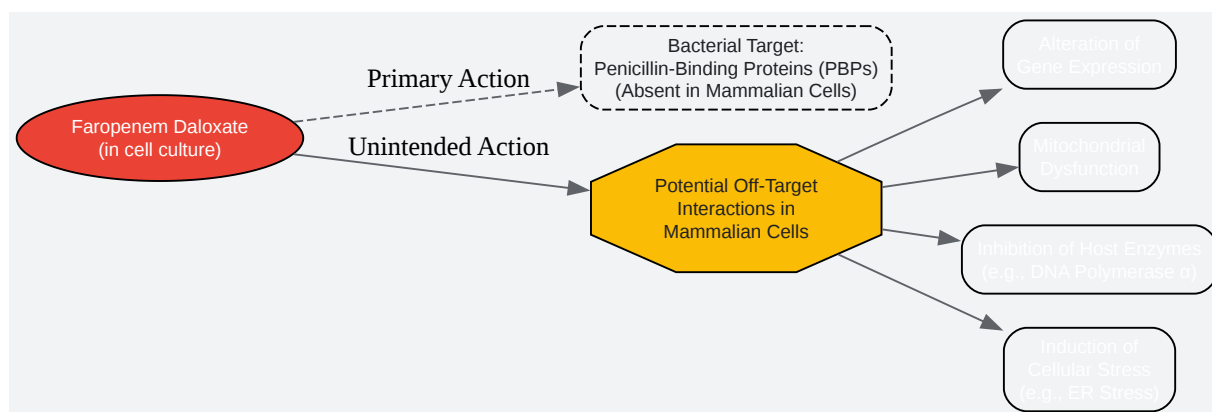 Faropenem Daloxate
(in cell culture)
Primary Action
Unintended Action
Bacterial Target:
Penicillin-Binding Proteins (PBPs)
(Absent in Mammalian Cells)
Potential Off-Target
Interactions in
Mammalian Cells
Alteration of
Gene Expression
Mitochondrial
Dysfunction
Inhibition of Host Enzymes
(e.g., DNA Polymerase α)
Induction of
Cellular Stress
(e.g., ER Stress)